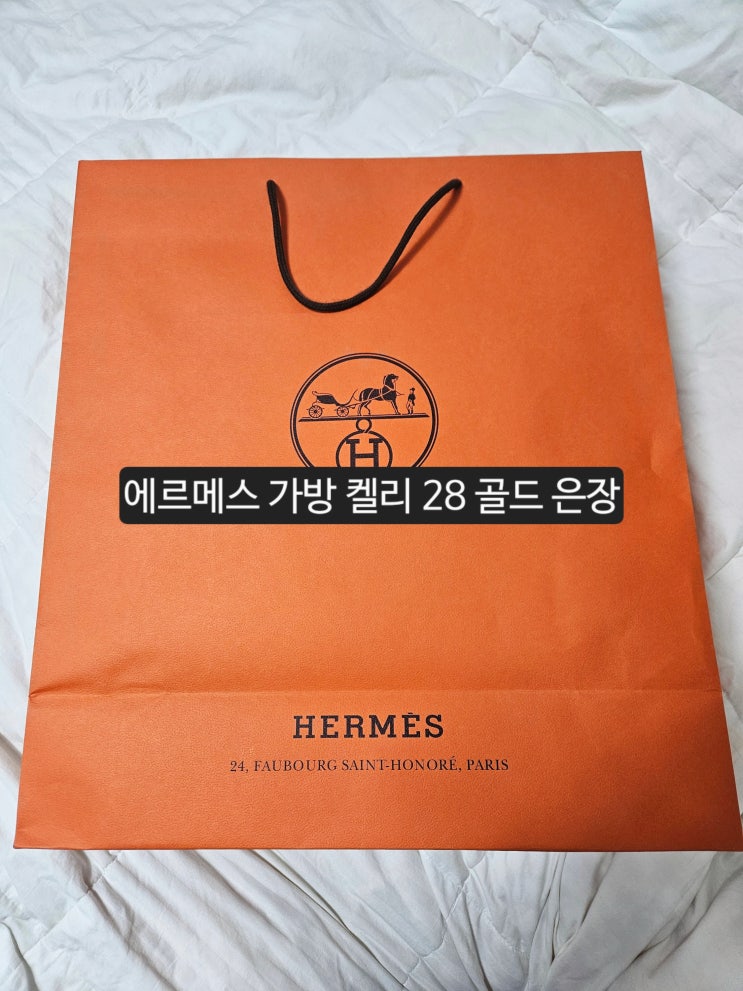 H
에르메스 가방 켈리 28 골드 은장
HERMÈS
24, FAUBOURG SAINT-HONORÉ, PARIS